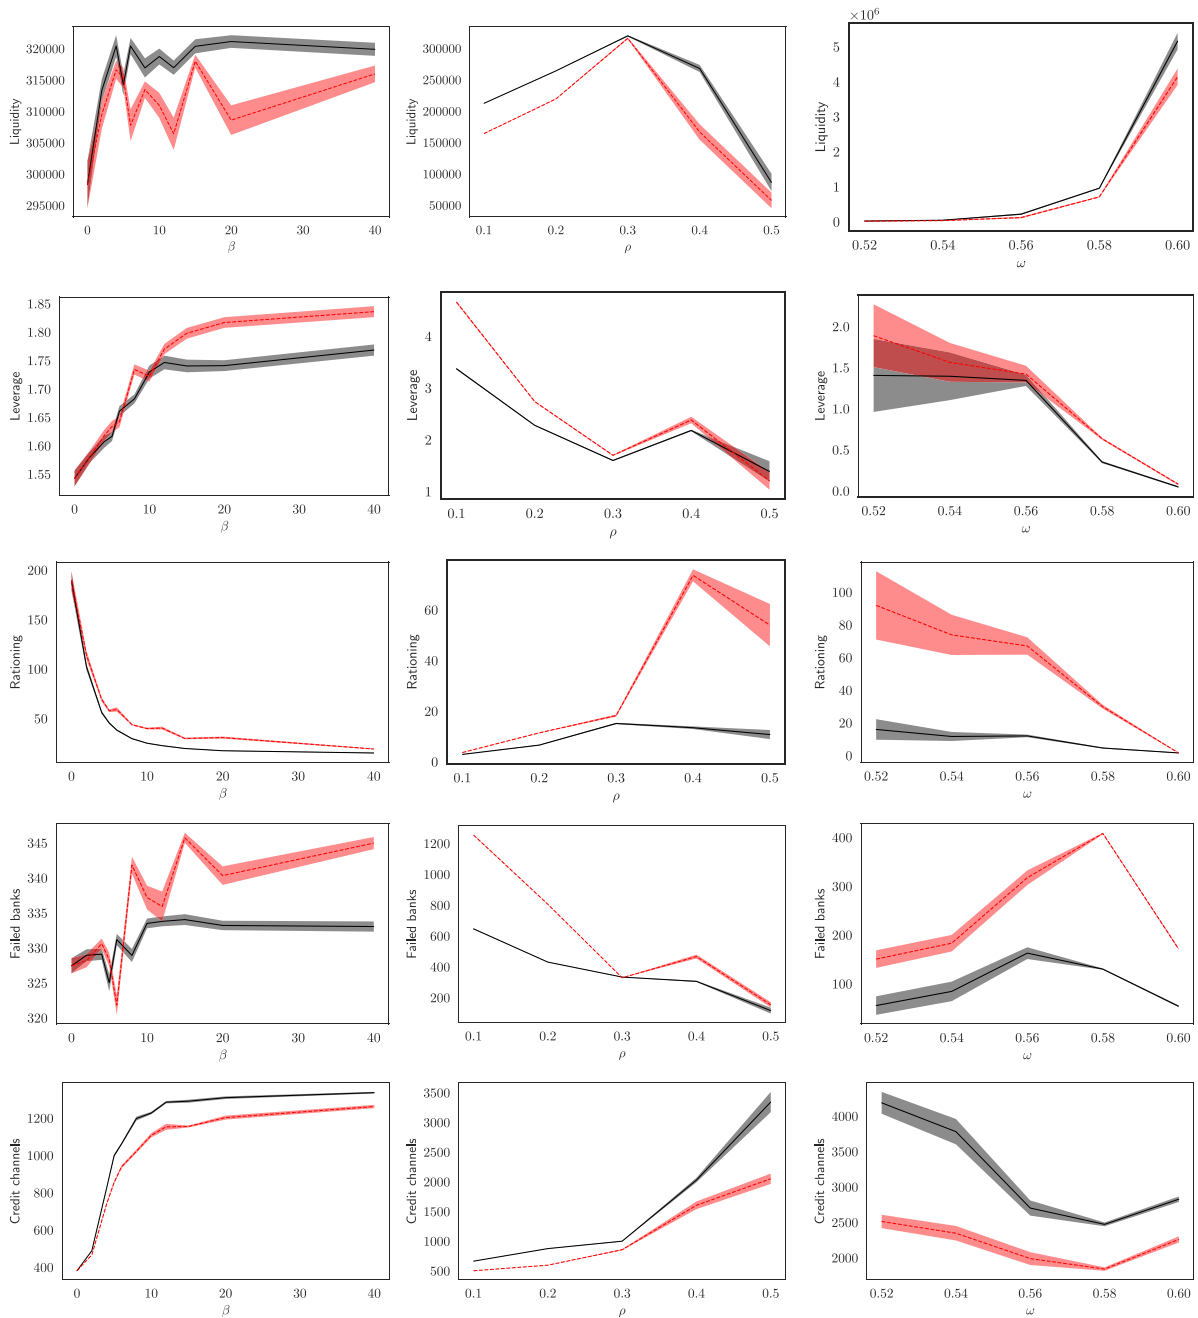 320000
315000
310000
305000
300000
295000
Liquidity
0 10 20 30 40
β
300000
250000
200000
150000
100000
50000
Liquidity
0.1 0.2 0.3 0.4 0.5
ρ
×10⁶
5
4
3
2
1
0
Liquidity
0.52 0.54 0.56 0.58 0.60
ω
1.85
1.80
1.75
1.70
1.65
1.60
1.55
Leverage
0 10 20 30 40
β
4
3
2
1
Leverage
0.1 0.2 0.3 0.4 0.5
ρ
2.0
1.5
1.0
0.5
0.0
Leverage
0.52 0.54 0.56 0.58 0.60
ω
200
150
100
50
Rationing
0 10 20 30 40
β
60
40
20
0
Rationing
0.1 0.2 0.3 0.4 0.5
ρ
100
80
60
40
20
0
Rationing
0.52 0.54 0.56 0.58 0.60
ω
345
340
335
330
325
320
Failed banks
0 10 20 30 40
β
1200
1000
800
600
400
200
Failed banks
0.1 0.2 0.3 0.4 0.5
ρ
400
300
200
100
Failed banks
0.52 0.54 0.56 0.58 0.60
ω
1200
1000
800
600
400
Credit channels
0 10 20 30 40
β
3500
3000
2500
2000
1500
1000
500
Credit channels
0.1 0.2 0.3 0.4 0.5
ρ
4000
3500
3000
2500
2000
Credit channels
0.52 0.54 0.56 0.58 0.60
ω